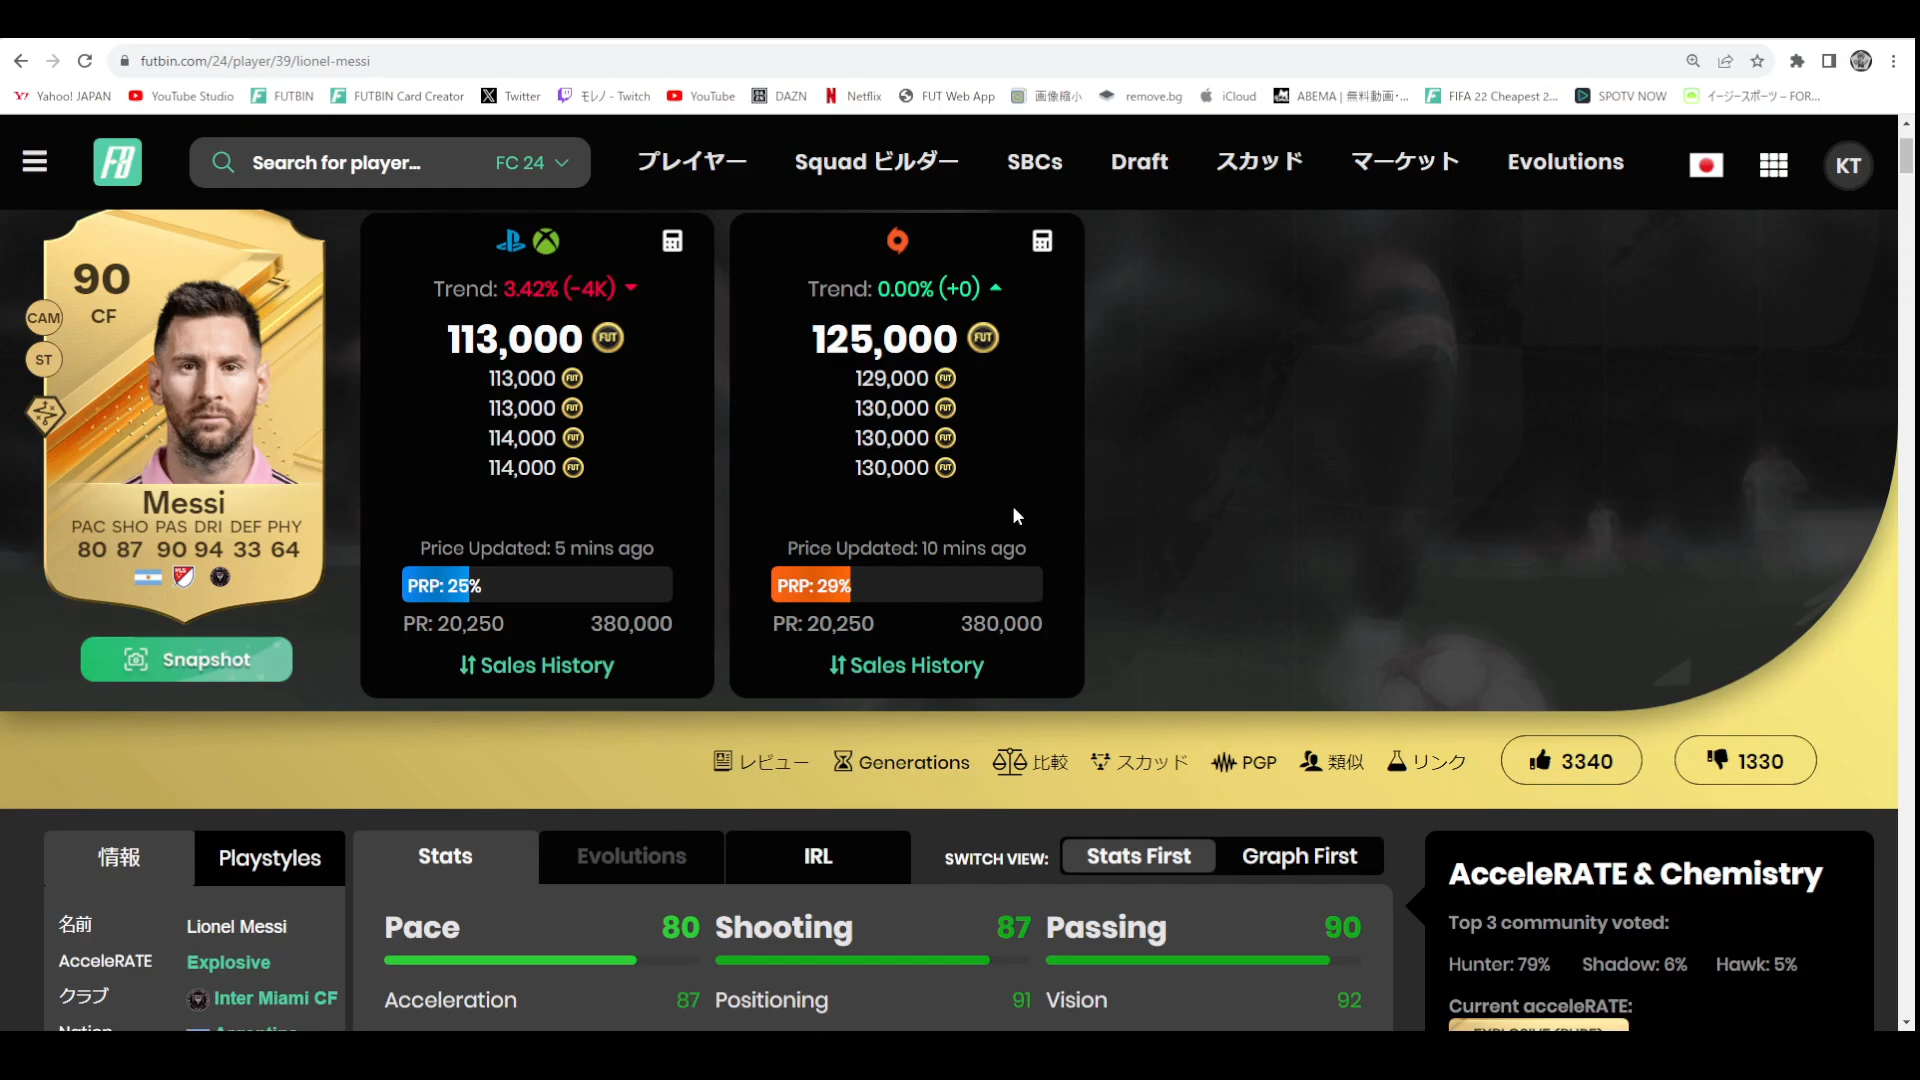 futbin.com/24/player/39/lionel-messi
Yahoo! JAPAN YouTube Studio FUTBIN FUTBIN Card Creator Twitter モレノ - Twitch YouTube DAZN Netflix FUT Web App 画像縮小 remove.bg iCloud ABEMA | 無料動画・... FIFA 22 Cheapest 2... SPOTV NOW イージースポーツ – FOR...
Search for player... FC 24 プレイヤー Squad ビルダー SBCs Draft スカッド マーケット Evolutions KT
90
CF
CAM
ST
Messi
PAC SHO PAS DRI DEF PHY
80 87 90 94 33 64
Snapshot
Trend: 3.42% (-4K)
113,000
113,000
113,000
114,000
114,000
Price Updated: 5 mins ago
PRP: 25%
PR: 20,250 380,000
Sales History
Trend: 0.00% (+0)
125,000
129,000
130,000
130,000
130,000
Price Updated: 10 mins ago
PRP: 29%
PR: 20,250 380,000
Sales History
レビュー Generations 比較 スカッド PGP 類似 リンク 3340 1330
情報 Playstyles
Stats Evolutions IRL SWITCH VIEW: Stats First Graph First
名前 Lionel Messi
AcceleRATE Explosive
クラブ Inter Miami CF
Nation Argentina
Pace 80 Shooting 87 Passing 90
Acceleration 87 Positioning 91 Vision 92
AcceleRATE & Chemistry
Top 3 community voted:
Hunter: 79% Shadow: 6% Hawk: 5%
Current acceleRATE: